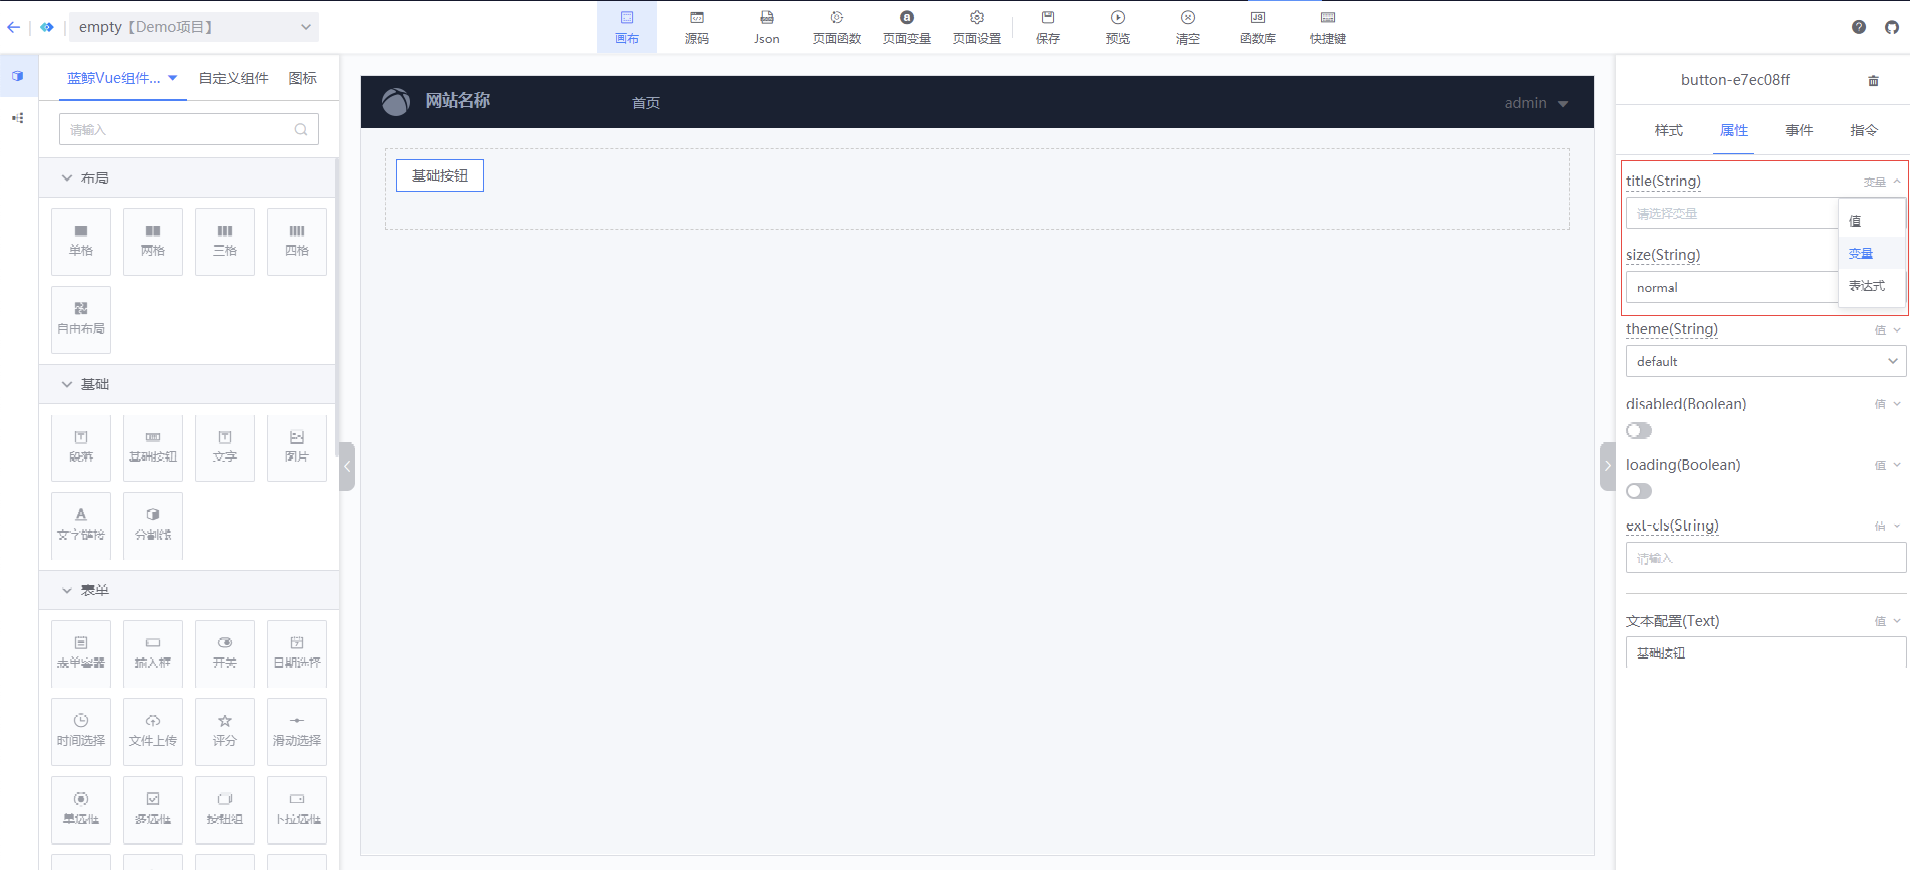 empty【Demo项目】
画布
源码
Json
页面函数
页面变量
页面设置
保存
预览
清空
函数库
快捷键
蓝鲸Vue组件...
自定义组件
图标
请输入
布局
单格
两格
三格
四格
自由布局
基础
段落
基础按钮
文字
图片
文字链接
分割线
表单
表单容器
输入框
开关
日期选择
时间选择
文件上传
评分
滑动选择
单选框
多选框
按钮组
下拉选框
网站名称
首页
admin
基础按钮
button-e7ec08ff
样式
属性
事件
指令
title(String)
变量
请选择变量
值
变量
表达式
size(String)
normal
theme(String)
值
default
disabled(Boolean)
值
loading(Boolean)
值
ext-cls(String)
值
请输入
文本配置(Text)
值
基础按钮